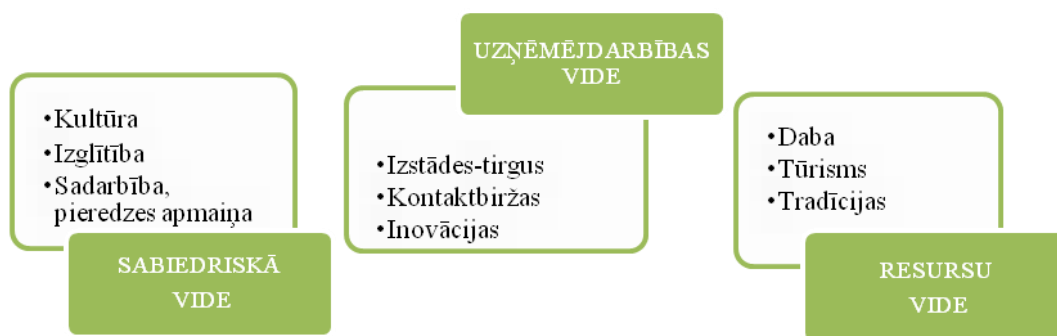 •Kultūra
•Izglītība
•Sadarbība,
pieredzes apmaiņa
SABIEDRISKĀ
VIDE
UZŅĒMĒJDARBĪBAS
VIDE
•Izstādes-tirgus
•Kontaktbiržas
•Inovācijas
•Daba
•Tūrisms
•Tradīcijas
RESURSU
VIDE